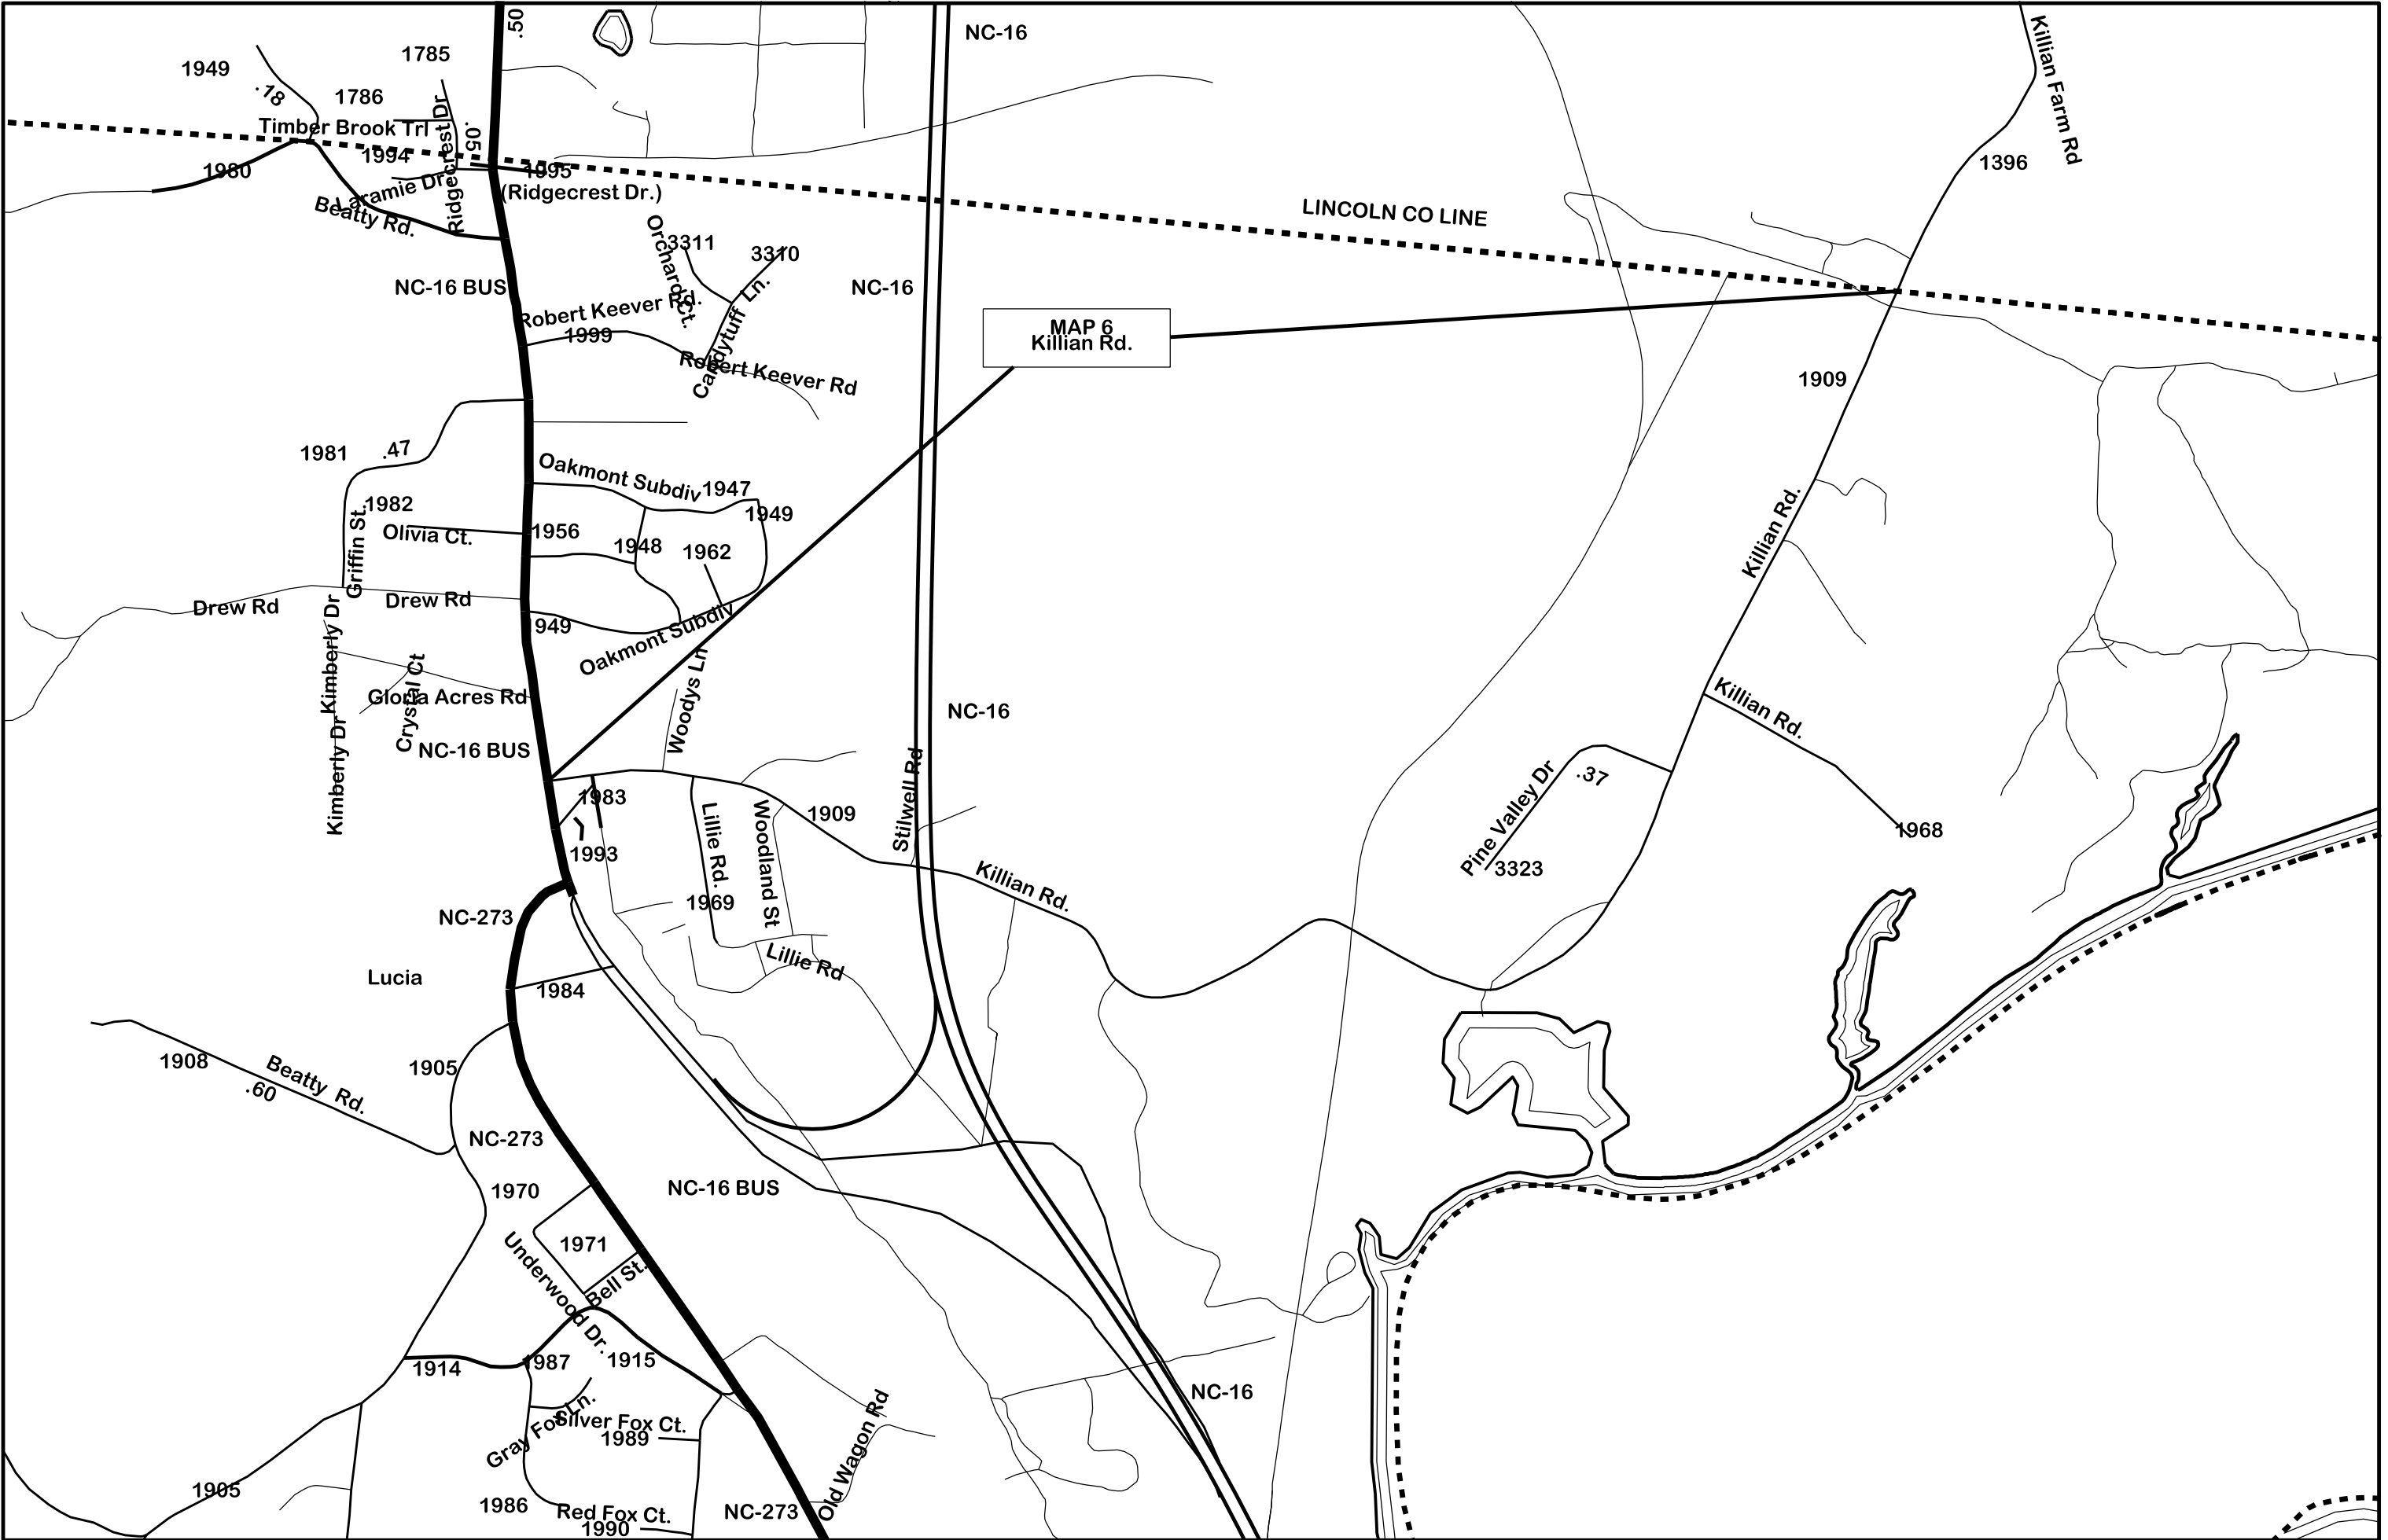 .50
NC-16
Killian Farm Rd
1785
1949
.18
1786
Timber Brook Trl
Ridgecrest Dr
.05
1994
1980
1995
(Ridgecrest Dr.)
Laramie Dr.
Beatty Rd.
1396
LINCOLN CO LINE
Orchard Ct.
3311
3310
NC-16 BUS
NC-16
Robert Keever Rd.
1999
Candytuff Ln.
Robert Keever Rd
MAP 6
Killian Rd.
1909
1981
.47
Oakmont Subdiv
1947
1949
1982
Griffin St.
Olivia Ct.
1956
1948
1962
Killian Rd.
Drew Rd
Drew Rd
Kimberly Dr
1949
Oakmont Subdiv
Crystal Ct
Gloria Acres Rd
Woodys Ln
Kimberly Dr
NC-16 BUS
NC-16
Killian Rd.
Stilwell Rd
Pine Valley Dr
.37
1983
1909
Lillie Rd.
Woodland St
1968
1993
Killian Rd.
3323
1969
NC-273
Lillie Rd
Lucia
1984
1908
Beatty Rd.
.60
1905
NC-273
NC-16 BUS
1970
1971
Underwood Dr.
Bell St.
1914
1987
1915
NC-16
Gray Fox Ln.
Silver Fox Ct.
1989
Old Wagon Rd
1905
1986
Red Fox Ct.
1990
NC-273